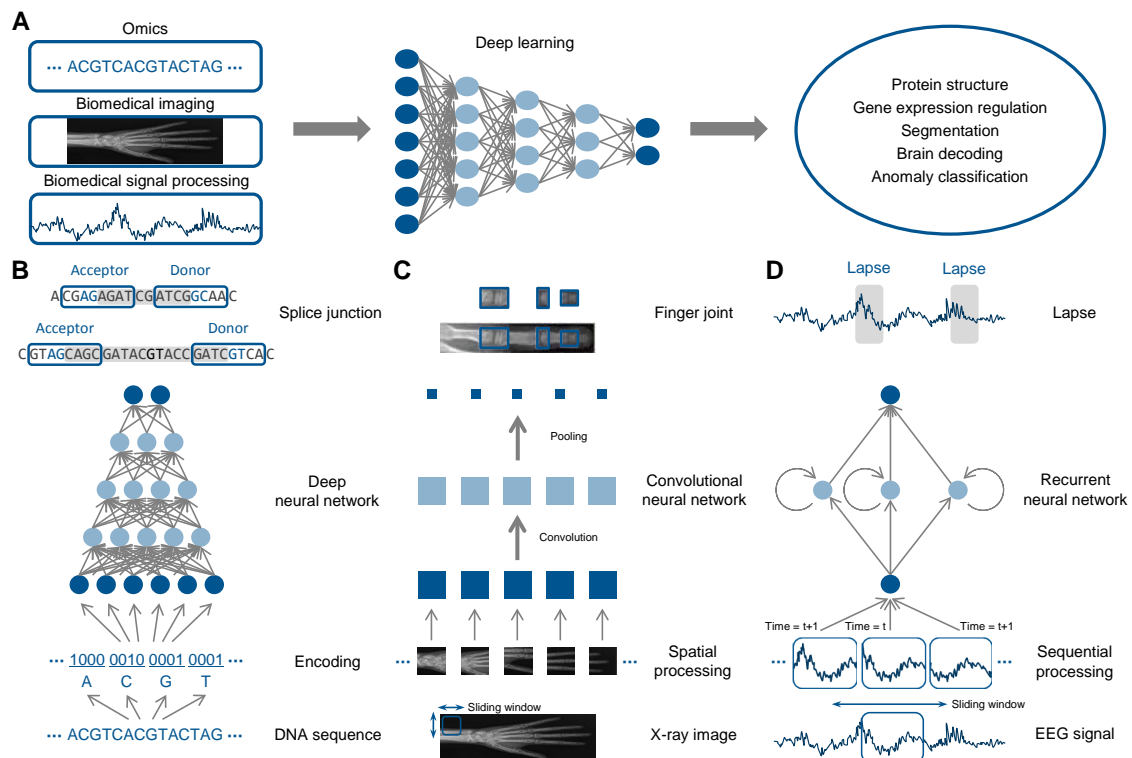 A
Omics
··· ACGTCACGTACTAG ···
Biomedical imaging
Biomedical signal processing
Deep learning
Protein structure
Gene expression regulation
Segmentation
Brain decoding
Anomaly classification
B
Acceptor Donor
ACGAGAGATCGATCGGCAAC
Acceptor Donor
CGTAGCAGCGATACGTACCGATCGTCAC
Splice junction
Deep
neural network
··· 1000 0010 0001 0001 ···
A C G T
Encoding
··· ACGTCACGTACTAG ···
DNA sequence
C
Finger joint
Pooling
Convolutional
neural network
Convolution
··· ···
Spatial
processing
Sliding window
X-ray image
D
Lapse Lapse
Lapse
Recurrent
neural network
Time = t+1 Time = t Time = t+1
··· ···
Sequential
processing
Sliding window
EEG signal